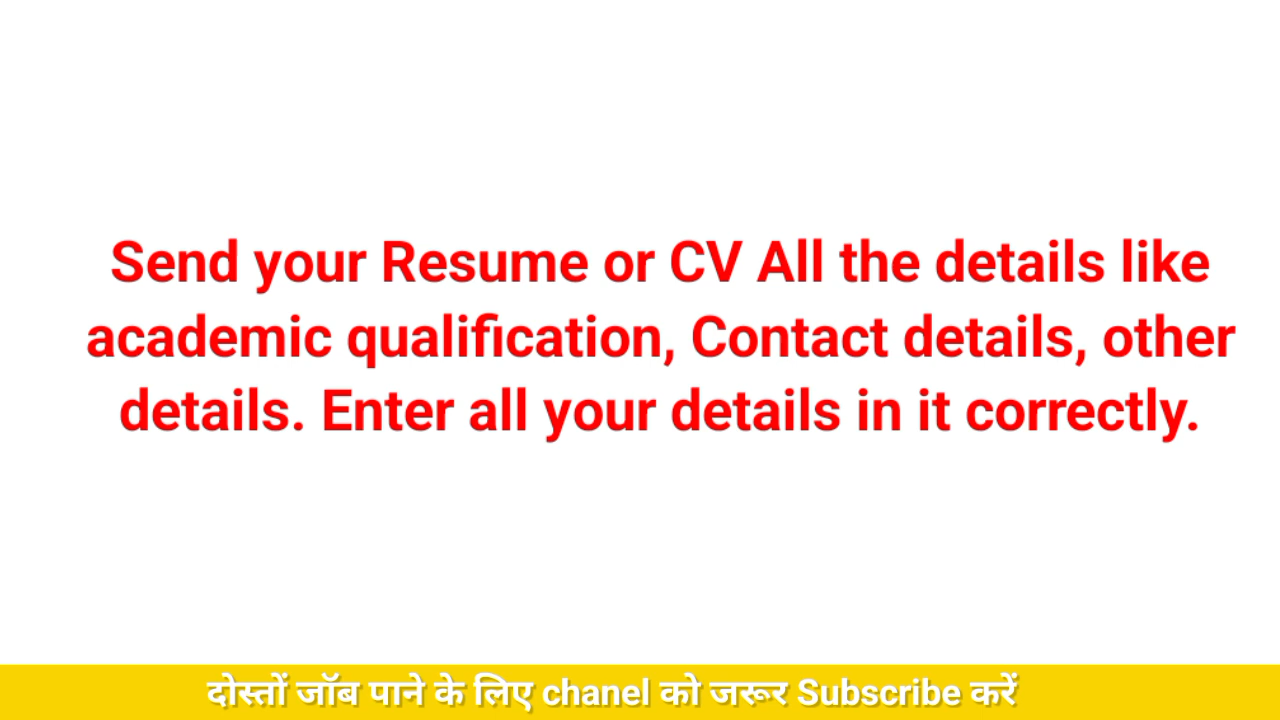 Send your Resume or CV All the details like
academic qualification, Contact details, other
details. Enter all your details in it correctly.
दोस्तों जॉब पाने के लिए chanel को जरूर Subscribe करें